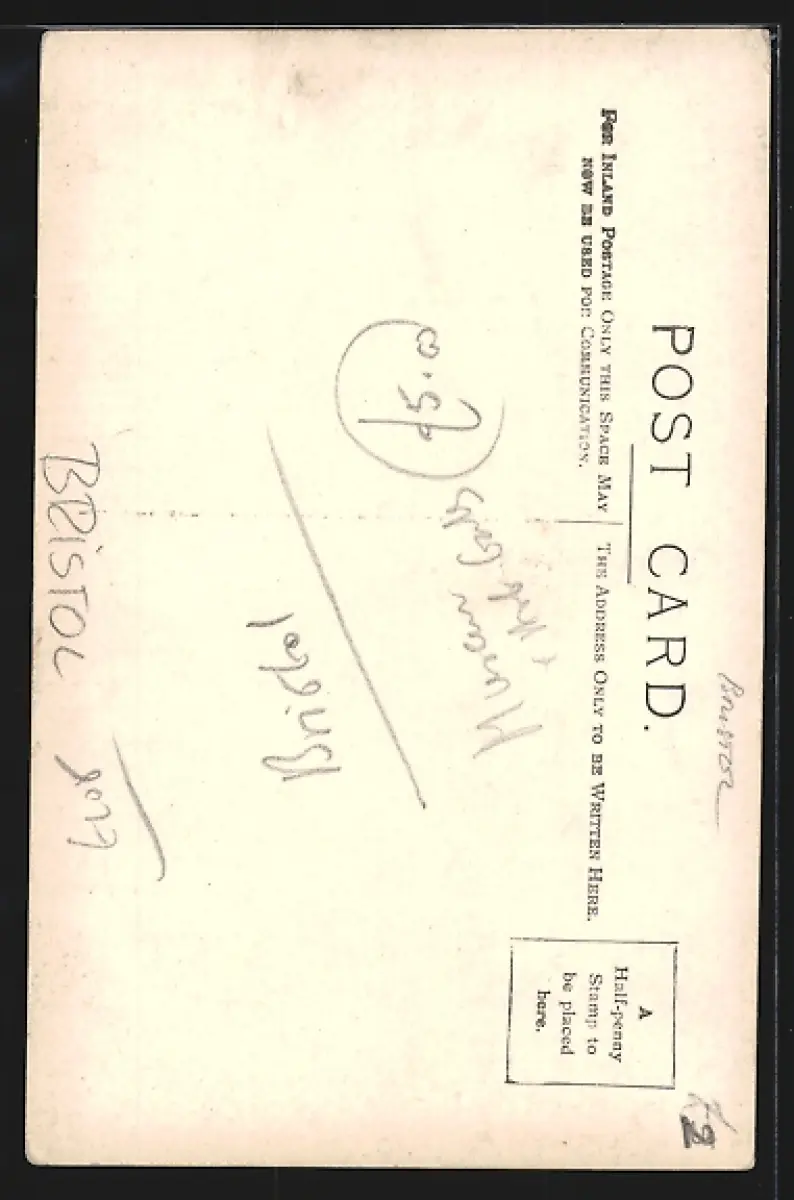 BRISTOL
POST CARD.
FOR INLAND POSTAGE ONLY THIS SPACE MAY
NOW BE USED FOR COMMUNICATION.
THE ADDRESS ONLY TO BE WRITTEN HERE.
A
Half-penny
Stamp to
be placed
here.
Museum
Bristol
BRISTOL